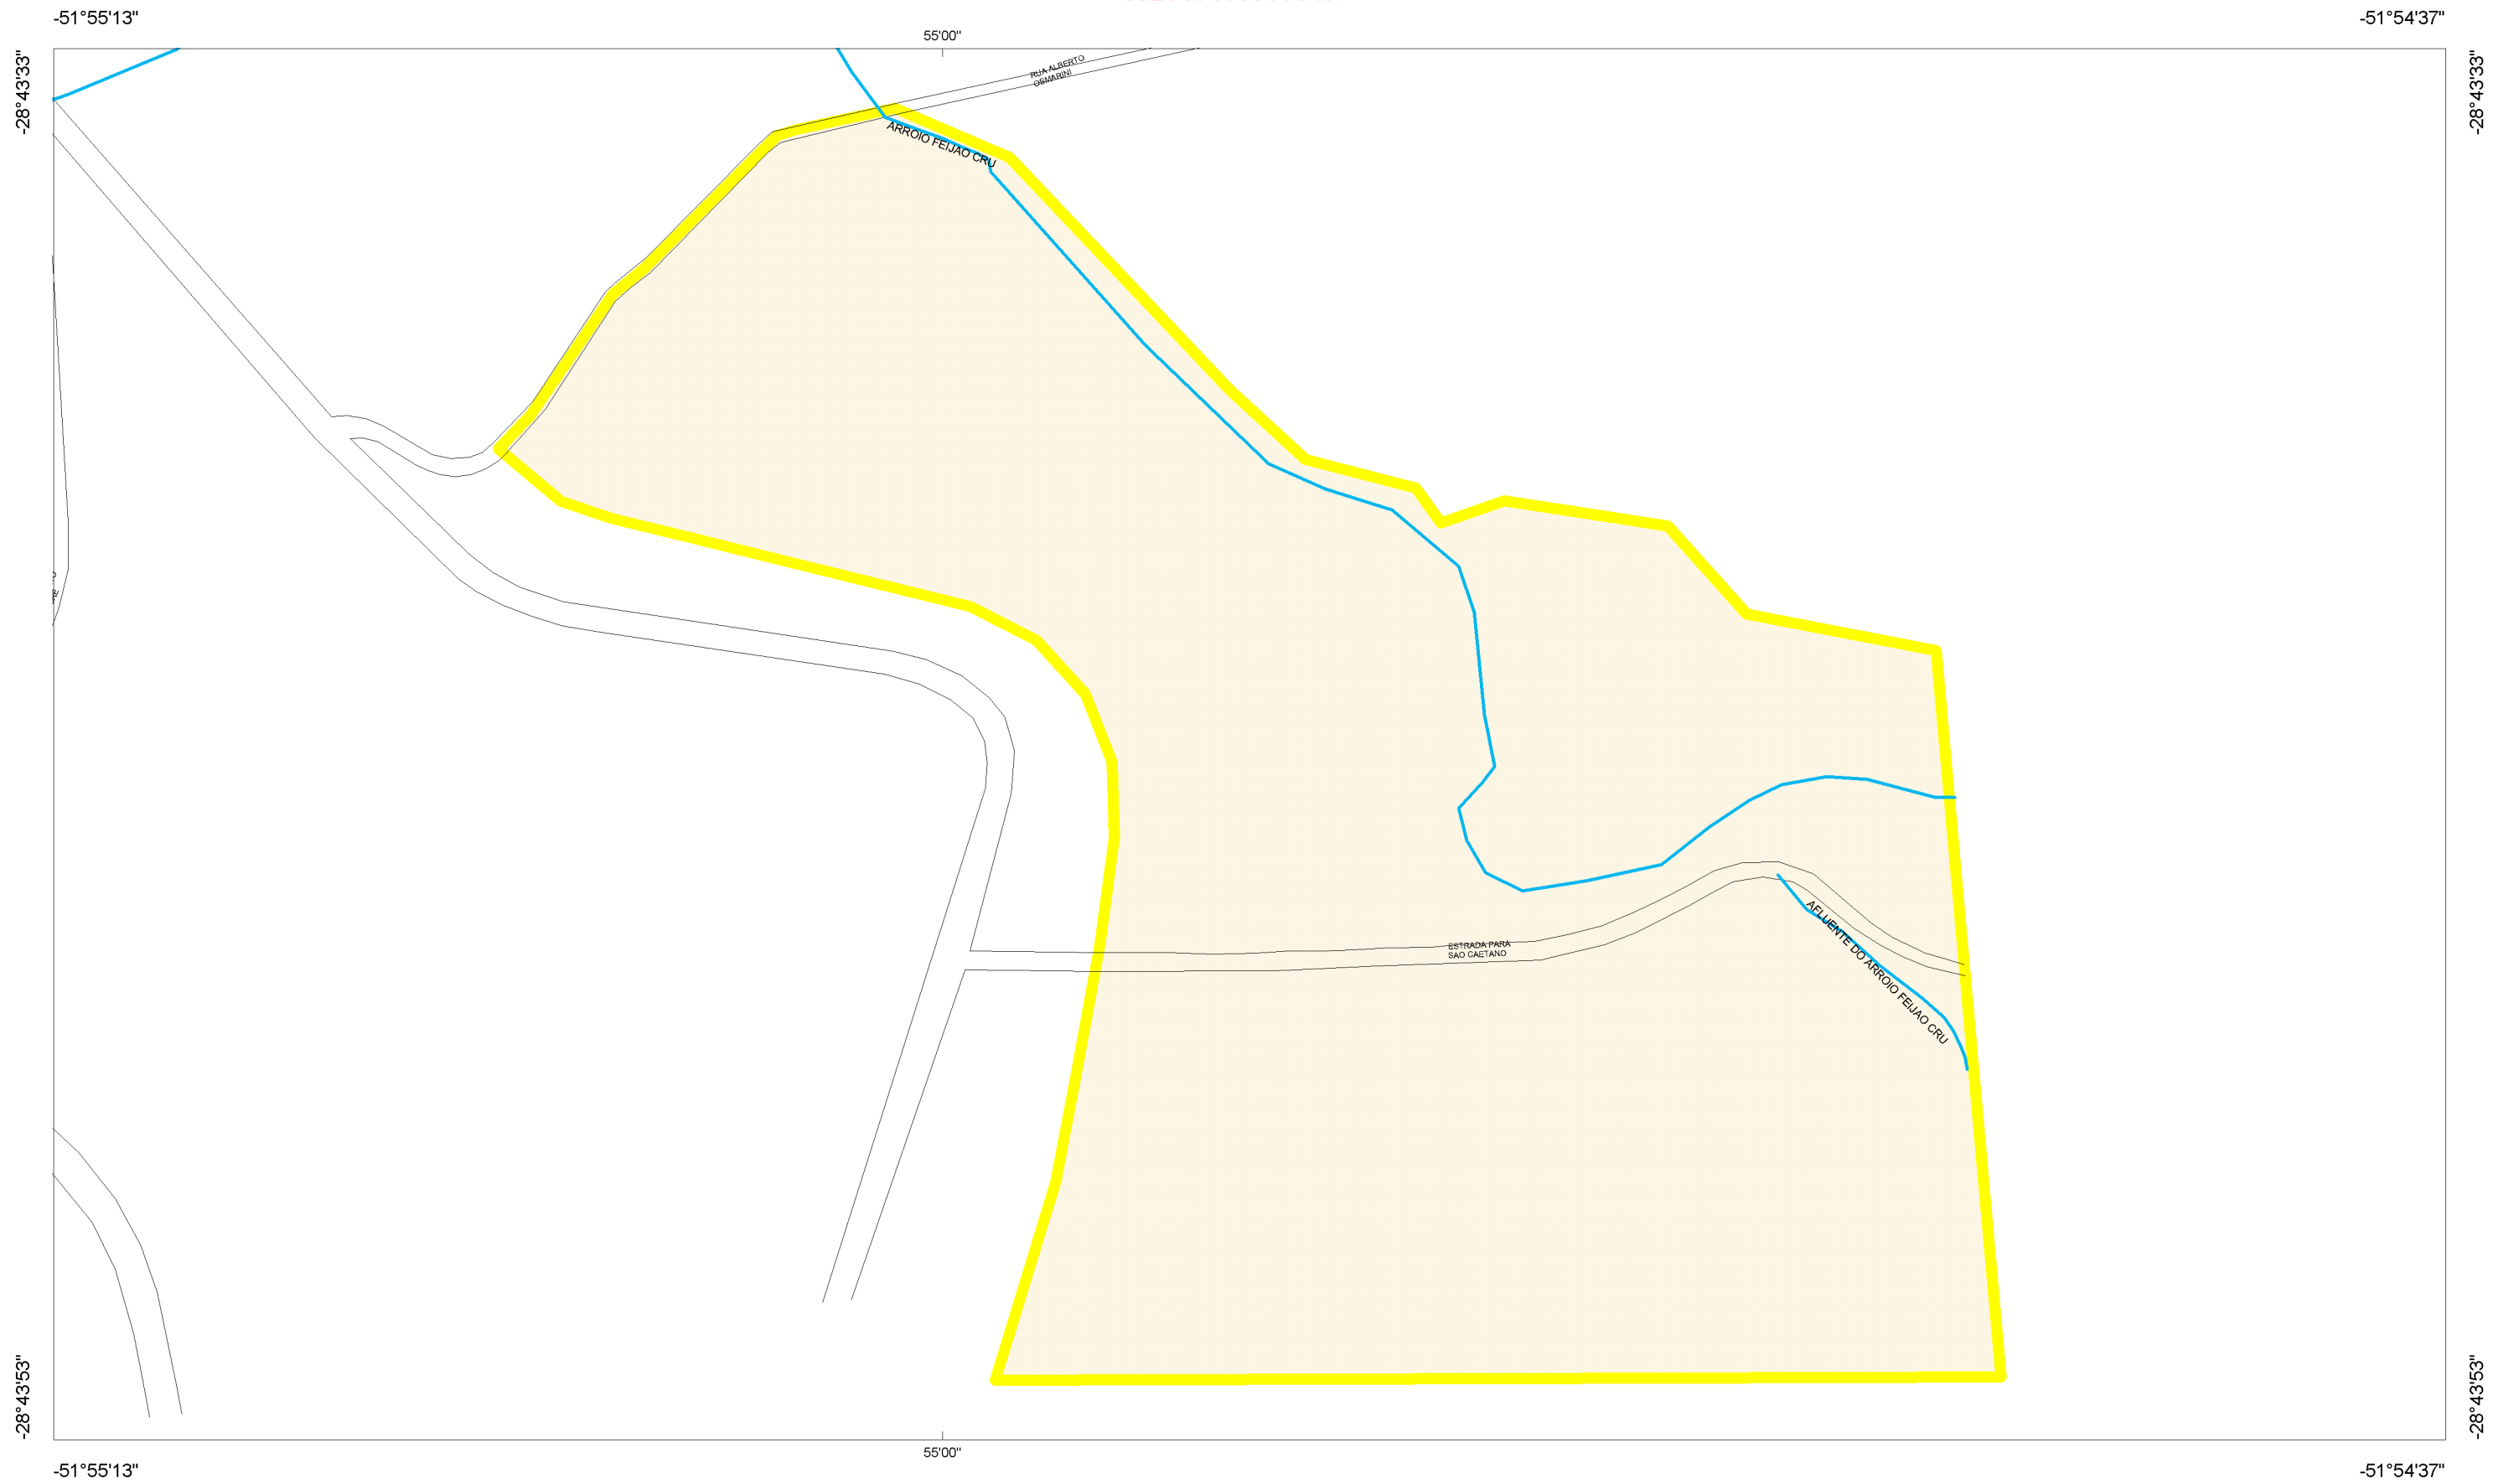 -51°55'13"
-51°54'37"
55'00"
-28°43'33"
-28°43'33"
RUA ALBERTO
OSMARINI
ARROIO FEIJAO CRU
ESTRADA PARA
SAO CAETANO
AFLUENTE DO ARROIO FEIJAO CRU
-28°43'53"
-28°43'53"
55'00"
-51°55'13"
-51°54'37"